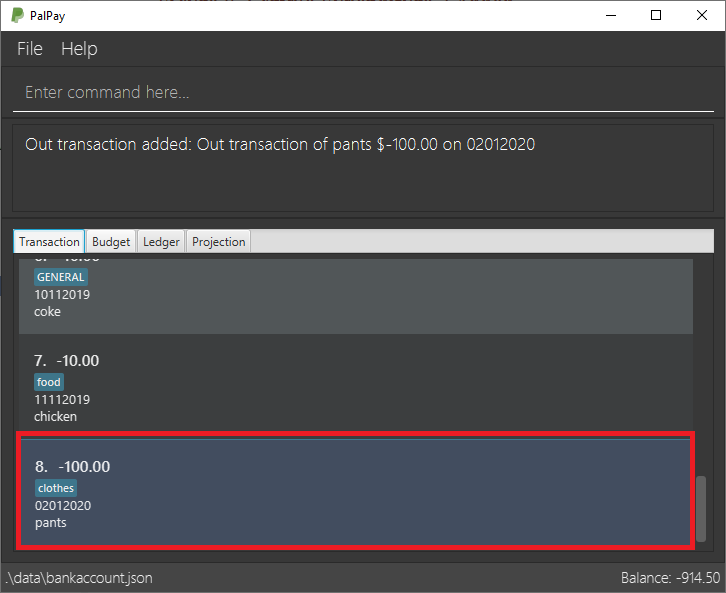 PalPay
File Help
Enter command here...
Out transaction added: Out transaction of pants $-100.00 on 02012020
Transaction Budget Ledger Projection
GENERAL
10112019
coke
7. -10.00
food
11112019
chicken
8. -100.00
clothes
02012020
pants
.\data\bankaccount.json Balance: -914.50